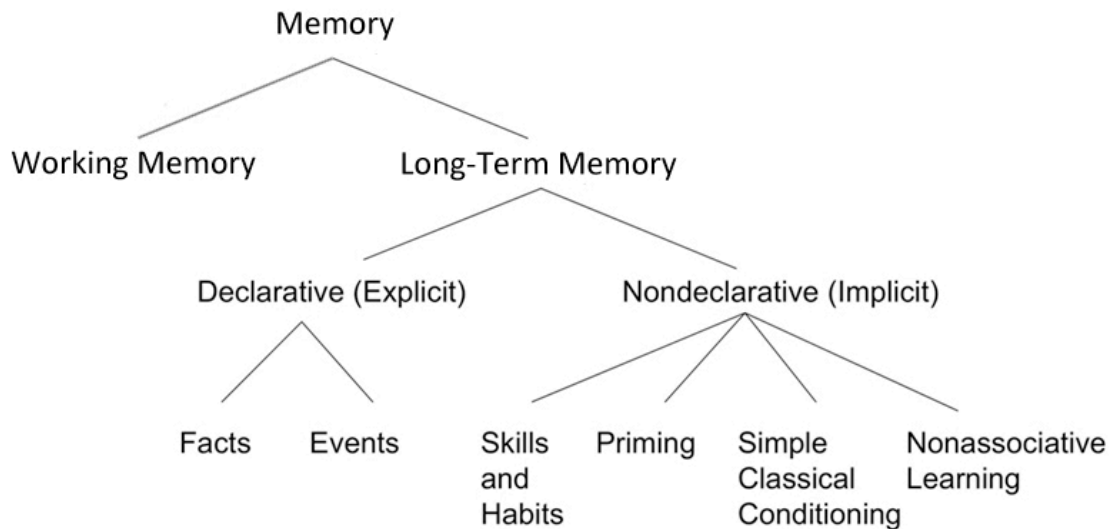 Memory
Working Memory
Long-Term Memory
Declarative (Explicit)
Nondeclarative (Implicit)
Facts
Events
Skills
and
Habits
Priming
Simple
Classical
Conditioning
Nonassociative
Learning